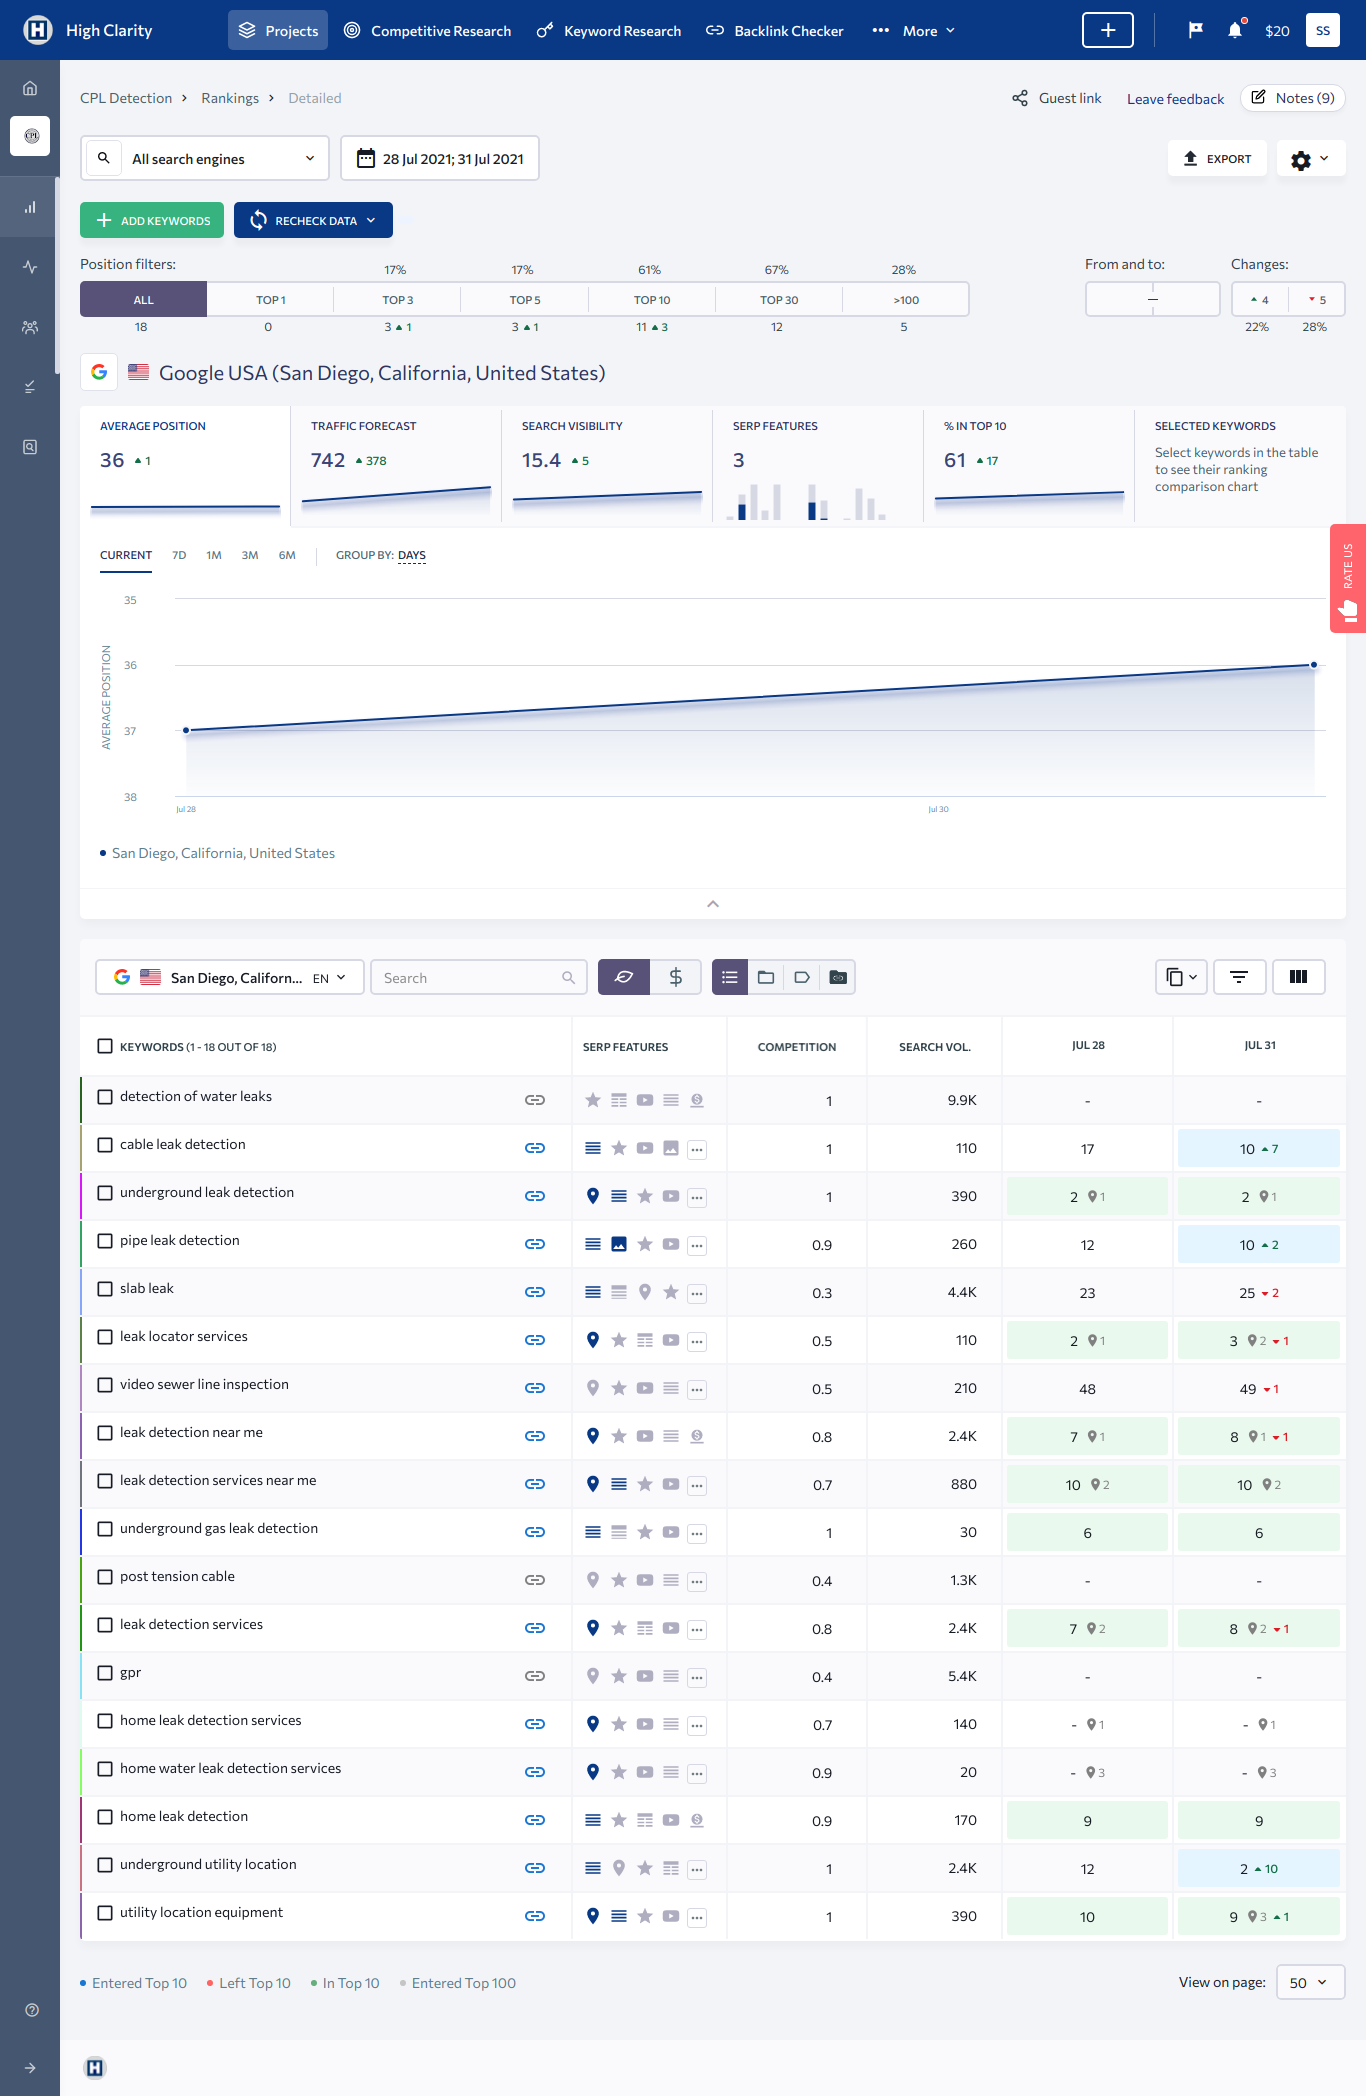 High Clarity
Projects
Competitive Research
Keyword Research
Backlink Checker
More
$20
SS
CPL Detection
Rankings
Detailed
Guest link
Leave feedback
Notes (9)
CPL
All search engines
28 Jul 2021; 31 Jul 2021
EXPORT
ADD KEYWORDS
RECHECK DATA
Position filters:
17% 17% 61% 67% 28%
From and to:
Changes:
ALL TOP 1 TOP 3 TOP 5 TOP 10 TOP 30 >100
— 4 5
18 0 3 1 3 1 11 3 12 5
22% 28%
Google USA (San Diego, California, United States)
AVERAGE POSITION
36 1
TRAFFIC FORECAST
742 378
SEARCH VISIBILITY
15.4 5
SERP FEATURES
3
% IN TOP 10
61 17
SELECTED KEYWORDS
Select keywords in the table
to see their ranking
comparison chart
RATE US
CURRENT 7D 1M 3M 6M GROUP BY: DAYS
35
36
37
38
AVERAGE POSITION
Jul 28 Jul 30
San Diego, California, United States
San Diego, Californ... EN
Search
$
KEYWORDS (1 - 18 OUT OF 18) SERP FEATURES COMPETITION SEARCH VOL. JUL 28 JUL 31
detection of water leaks 1 9.9K - -
cable leak detection 1 110 17 10 7
underground leak detection 1 390 2 1 2 1
pipe leak detection 0.9 260 12 10 2
slab leak 0.3 4.4K 23 25 2
leak locator services 0.5 110 2 1 3 2 1
video sewer line inspection 0.5 210 48 49 1
leak detection near me 0.8 2.4K 7 1 8 1 1
leak detection services near me 0.7 880 10 2 10 2
underground gas leak detection 1 30 6 6
post tension cable 0.4 1.3K - -
leak detection services 0.8 2.4K 7 2 8 2 1
gpr 0.4 5.4K - -
home leak detection services 0.7 140 - 1 - 1
home water leak detection services 0.9 20 - 3 - 3
home leak detection 0.9 170 9 9
underground utility location 1 2.4K 12 2 10
utility location equipment 1 390 10 9 3 1
Entered Top 10 Left Top 10 In Top 10 Entered Top 100
View on page: 50